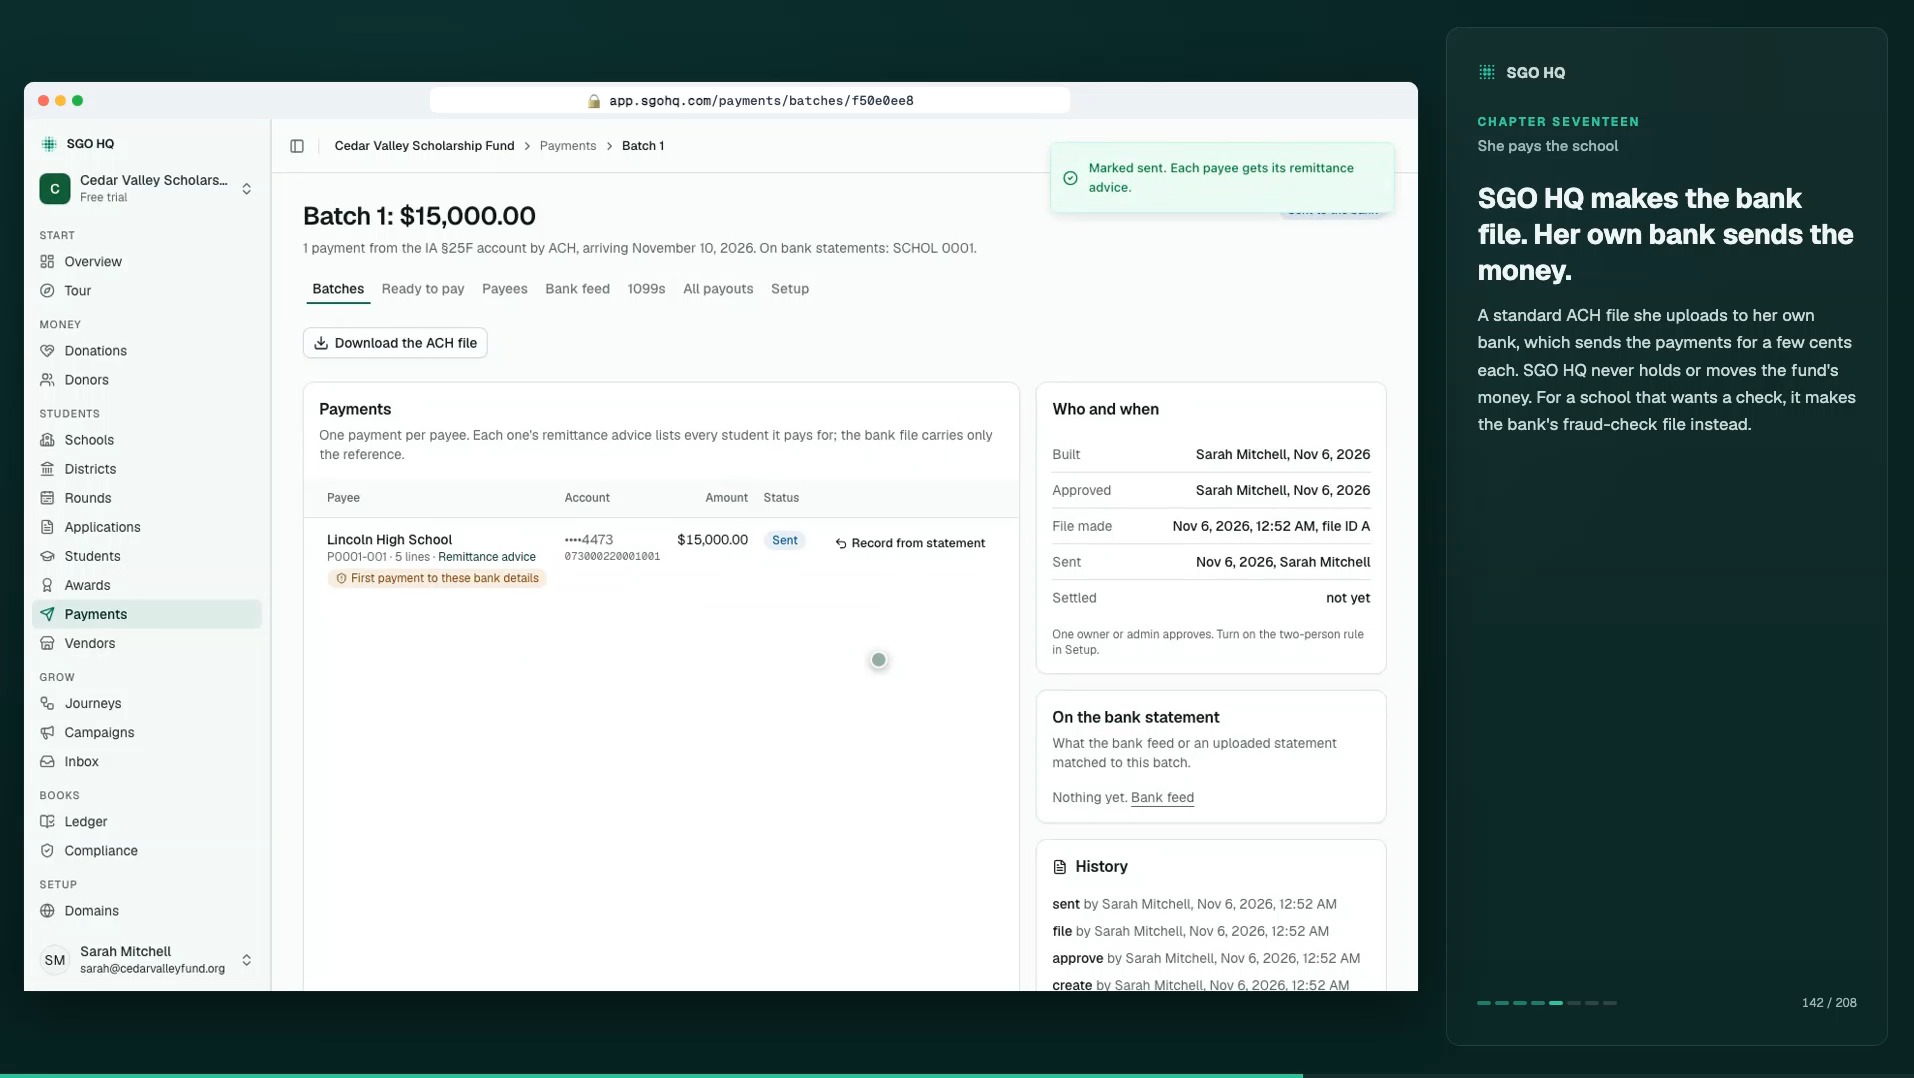 app.sgohq.com/payments/batches/f50e0ee8
SGO HQ
C
Cedar Valley Scholars...
Free trial
START
Overview
Tour
MONEY
Donations
Donors
STUDENTS
Schools
Districts
Rounds
Applications
Students
Awards
Payments
Vendors
GROW
Journeys
Campaigns
Inbox
BOOKS
Ledger
Compliance
SETUP
Domains
SM
Sarah Mitchell
sarah@cedarvalleyfund.org
Cedar Valley Scholarship Fund > Payments > Batch 1
Marked sent. Each payee gets its remittance
advice.
Batch 1: $15,000.00
1 payment from the IA §25F account by ACH, arriving November 10, 2026. On bank statements: SCHOL 0001.
Batches Ready to pay Payees Bank feed 1099s All payouts Setup
Download the ACH file
Payments
One payment per payee. Each one's remittance advice lists every student it pays for; the bank file carries only
the reference.
Payee Account Amount Status
Lincoln High School ••••4473 $15,000.00 Sent Record from statement
P0001-001 · 5 lines · Remittance advice 073000220001001
First payment to these bank details
Who and when
Built Sarah Mitchell, Nov 6, 2026
Approved Sarah Mitchell, Nov 6, 2026
File made Nov 6, 2026, 12:52 AM, file ID A
Sent Nov 6, 2026, Sarah Mitchell
Settled not yet
One owner or admin approves. Turn on the two-person rule
in Setup.
On the bank statement
What the bank feed or an uploaded statement
matched to this batch.
Nothing yet. Bank feed
History
sent by Sarah Mitchell, Nov 6, 2026, 12:52 AM
file by Sarah Mitchell, Nov 6, 2026, 12:52 AM
approve by Sarah Mitchell, Nov 6, 2026, 12:52 AM
create by Sarah Mitchell, Nov 6, 2026, 12:52 AM
SGO HQ
CHAPTER SEVENTEEN
She pays the school
SGO HQ makes the bank
file. Her own bank sends the
money.
A standard ACH file she uploads to her own
bank, which sends the payments for a few cents
each. SGO HQ never holds or moves the fund's
money. For a school that wants a check, it makes
the bank's fraud-check file instead.
142 / 208